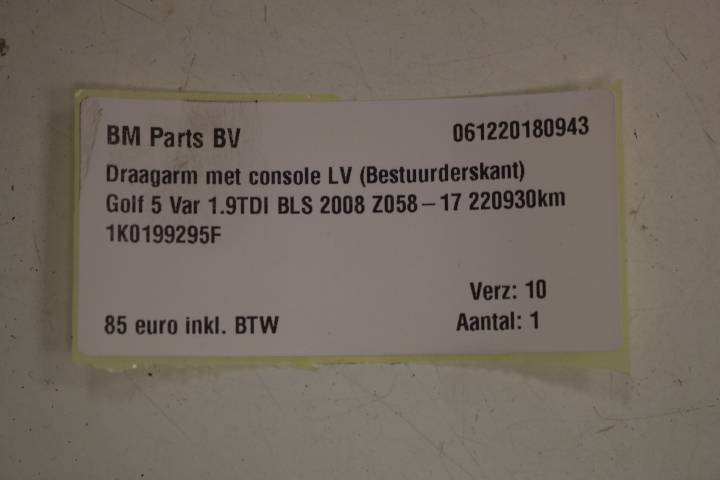 BM Parts BV 061220180943
Draagarm met console LV (Bestuurderskant)
Golf 5 Var 1.9TDI BLS 2008 Z058-17 220930km
1K0199295F
Verz: 10
85 euro inkl. BTW Aantal: 1